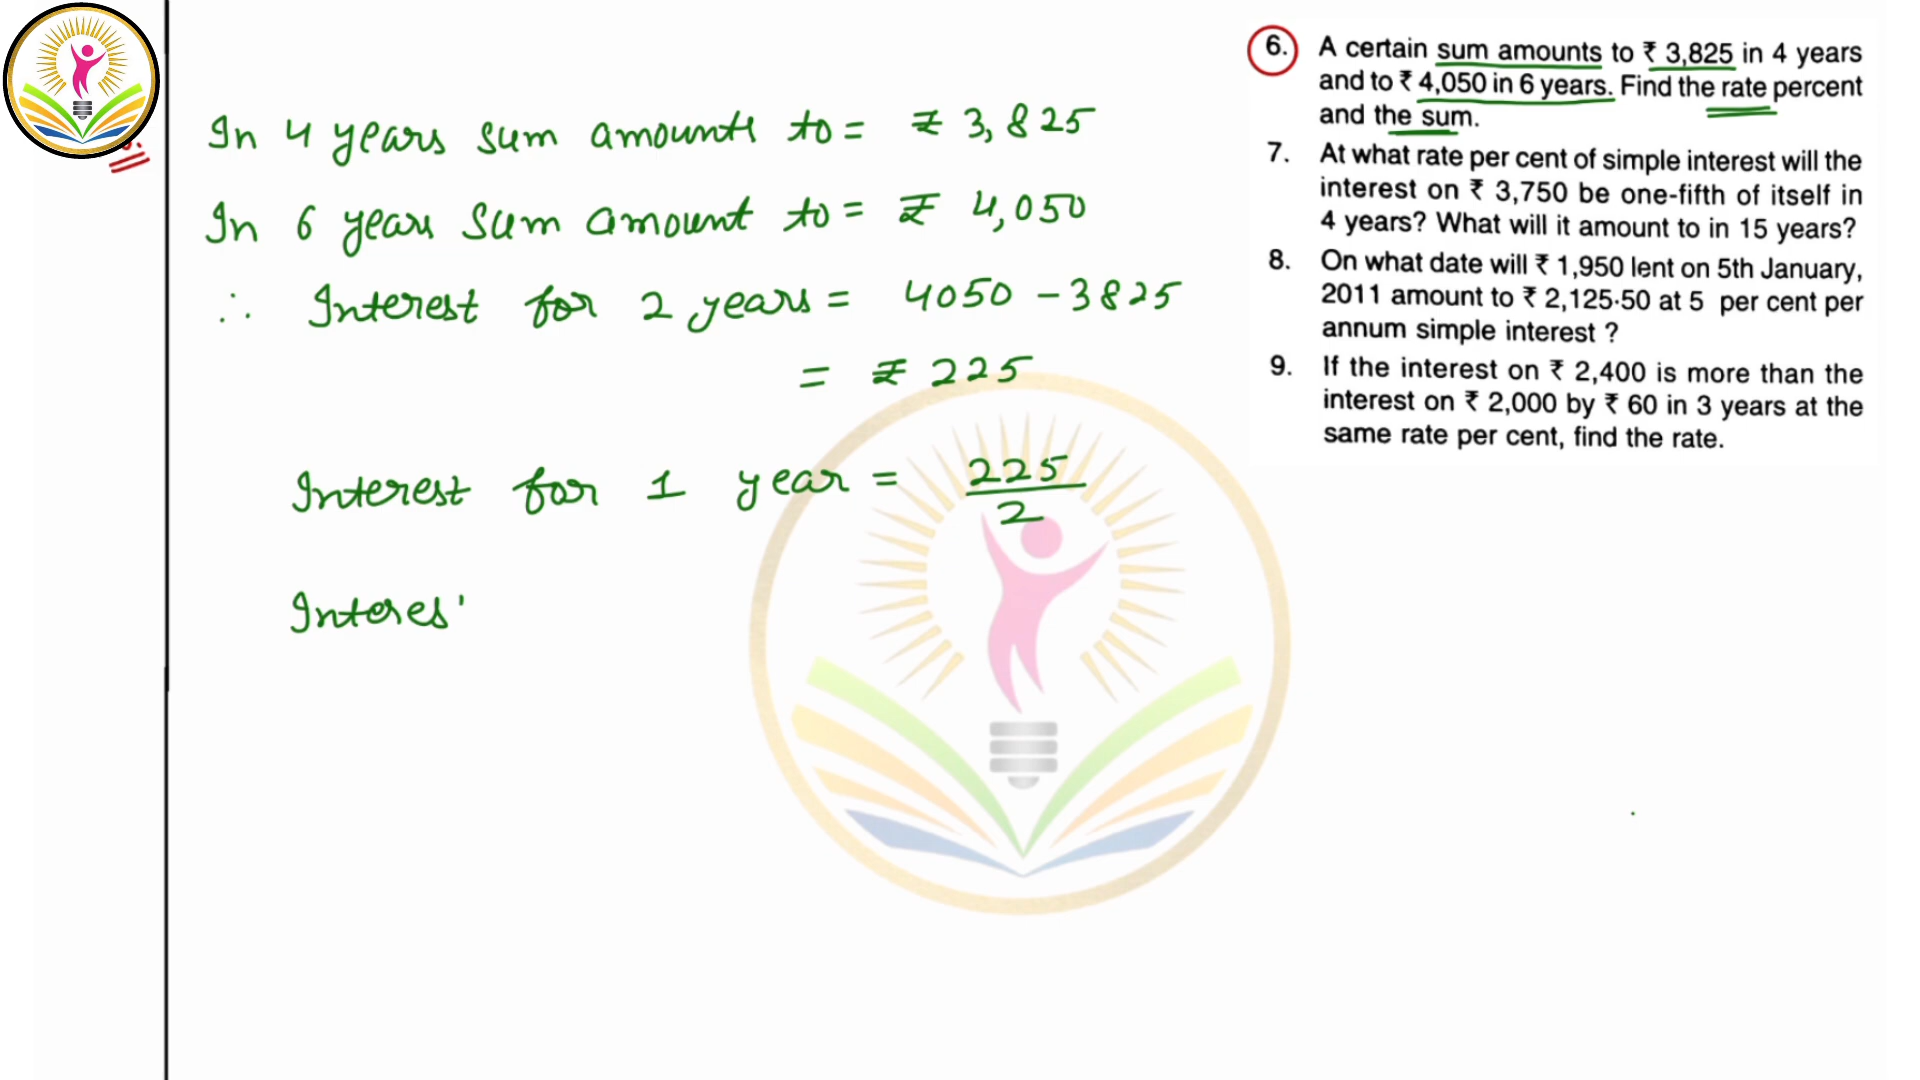 In 4 years sum amounts to = ₹ 3,825
In 6 years sum amount to = ₹ 4,050
∴ Interest for 2 years = 4050 - 3825
= ₹ 225
Interest for 1 year = 225/2
Interes'
6. A certain sum amounts to ₹ 3,825 in 4 years
and to ₹ 4,050 in 6 years. Find the rate percent
and the sum.
7. At what rate per cent of simple interest will the
interest on ₹ 3,750 be one-fifth of itself in
4 years? What will it amount to in 15 years?
8. On what date will ₹ 1,950 lent on 5th January,
2011 amount to ₹ 2,125·50 at 5 per cent per
annum simple interest ?
9. If the interest on ₹ 2,400 is more than the
interest on ₹ 2,000 by ₹ 60 in 3 years at the
same rate per cent, find the rate.